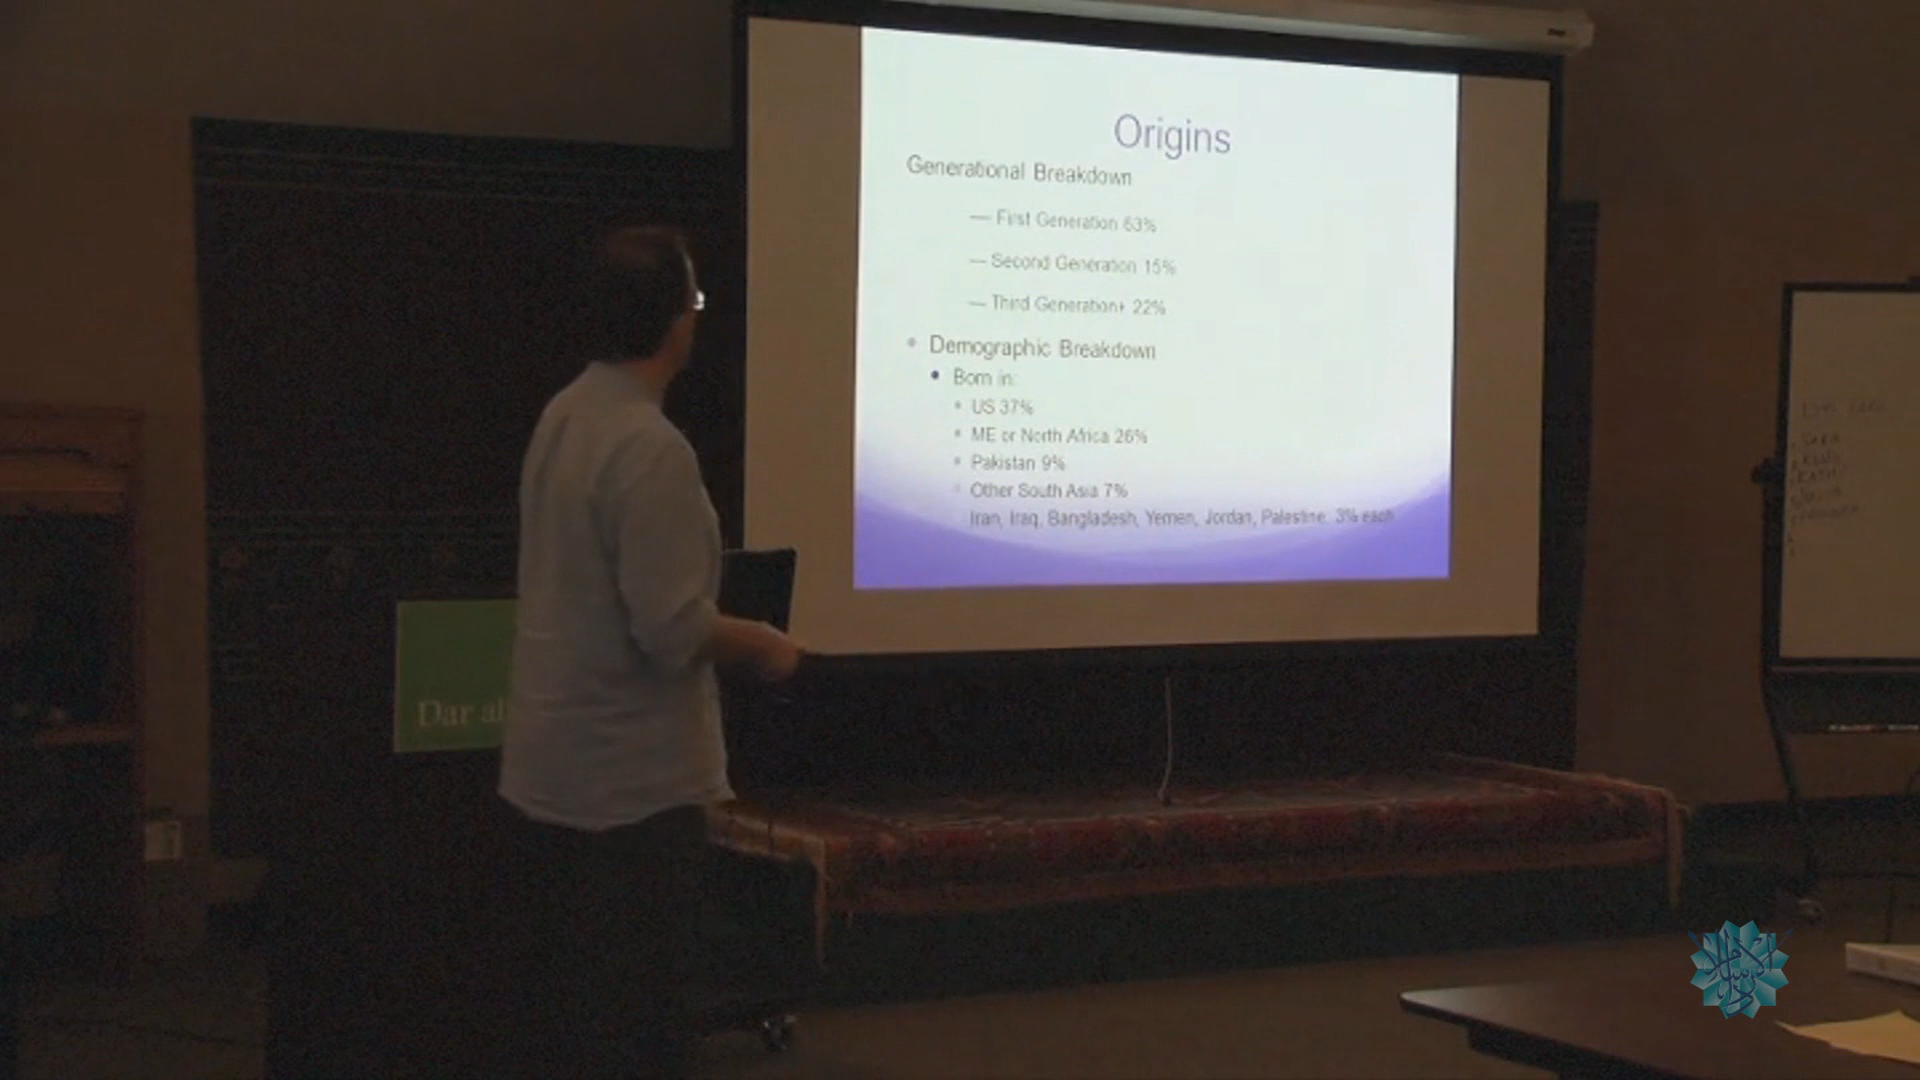 Origins
Generational Breakdown
— First Generation 63%
— Second Generation 15%
— Third Generation+ 22%
• Demographic Breakdown
• Born in:
• US 37%
• ME or North Africa 26%
• Pakistan 9%
• Other South Asia 7%
Iran, Iraq, Bangladesh, Yemen, Jordan, Palestine 3% each
Dar al